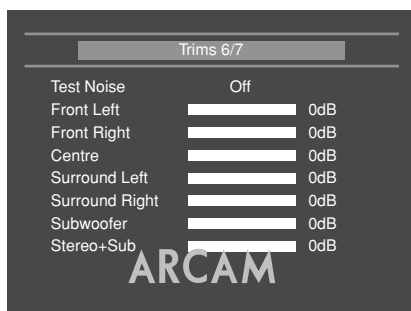 Trims 6/7
Test Noise Off
Front Left 0dB
Front Right 0dB
Centre 0dB
Surround Left 0dB
Surround Right 0dB
Subwoofer 0dB
Stereo+Sub 0dB
ARCAM